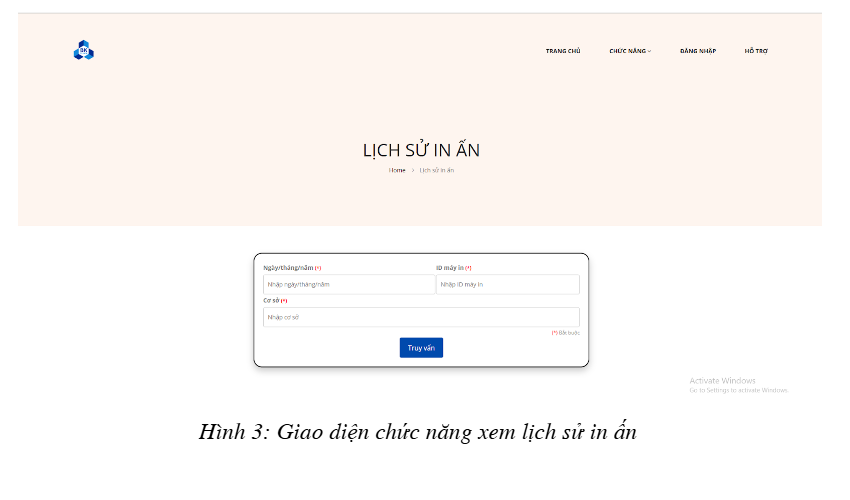 BK
TRANG CHỦ CHỨC NĂNG ĐĂNG NHẬP HỖ TRỢ
LỊCH SỬ IN ẤN
Home > Lịch sử in ấn
Ngày/tháng/năm (*) ID máy in (*)
Nhập ngày/tháng/năm Nhập ID máy in
Cơ sở (*)
Nhập cơ sở
(*) Bắt buộc
Truy vấn
Activate Windows
Go to Settings to activate Windows.
Hình 3: Giao diện chức năng xem lịch sử in ấn